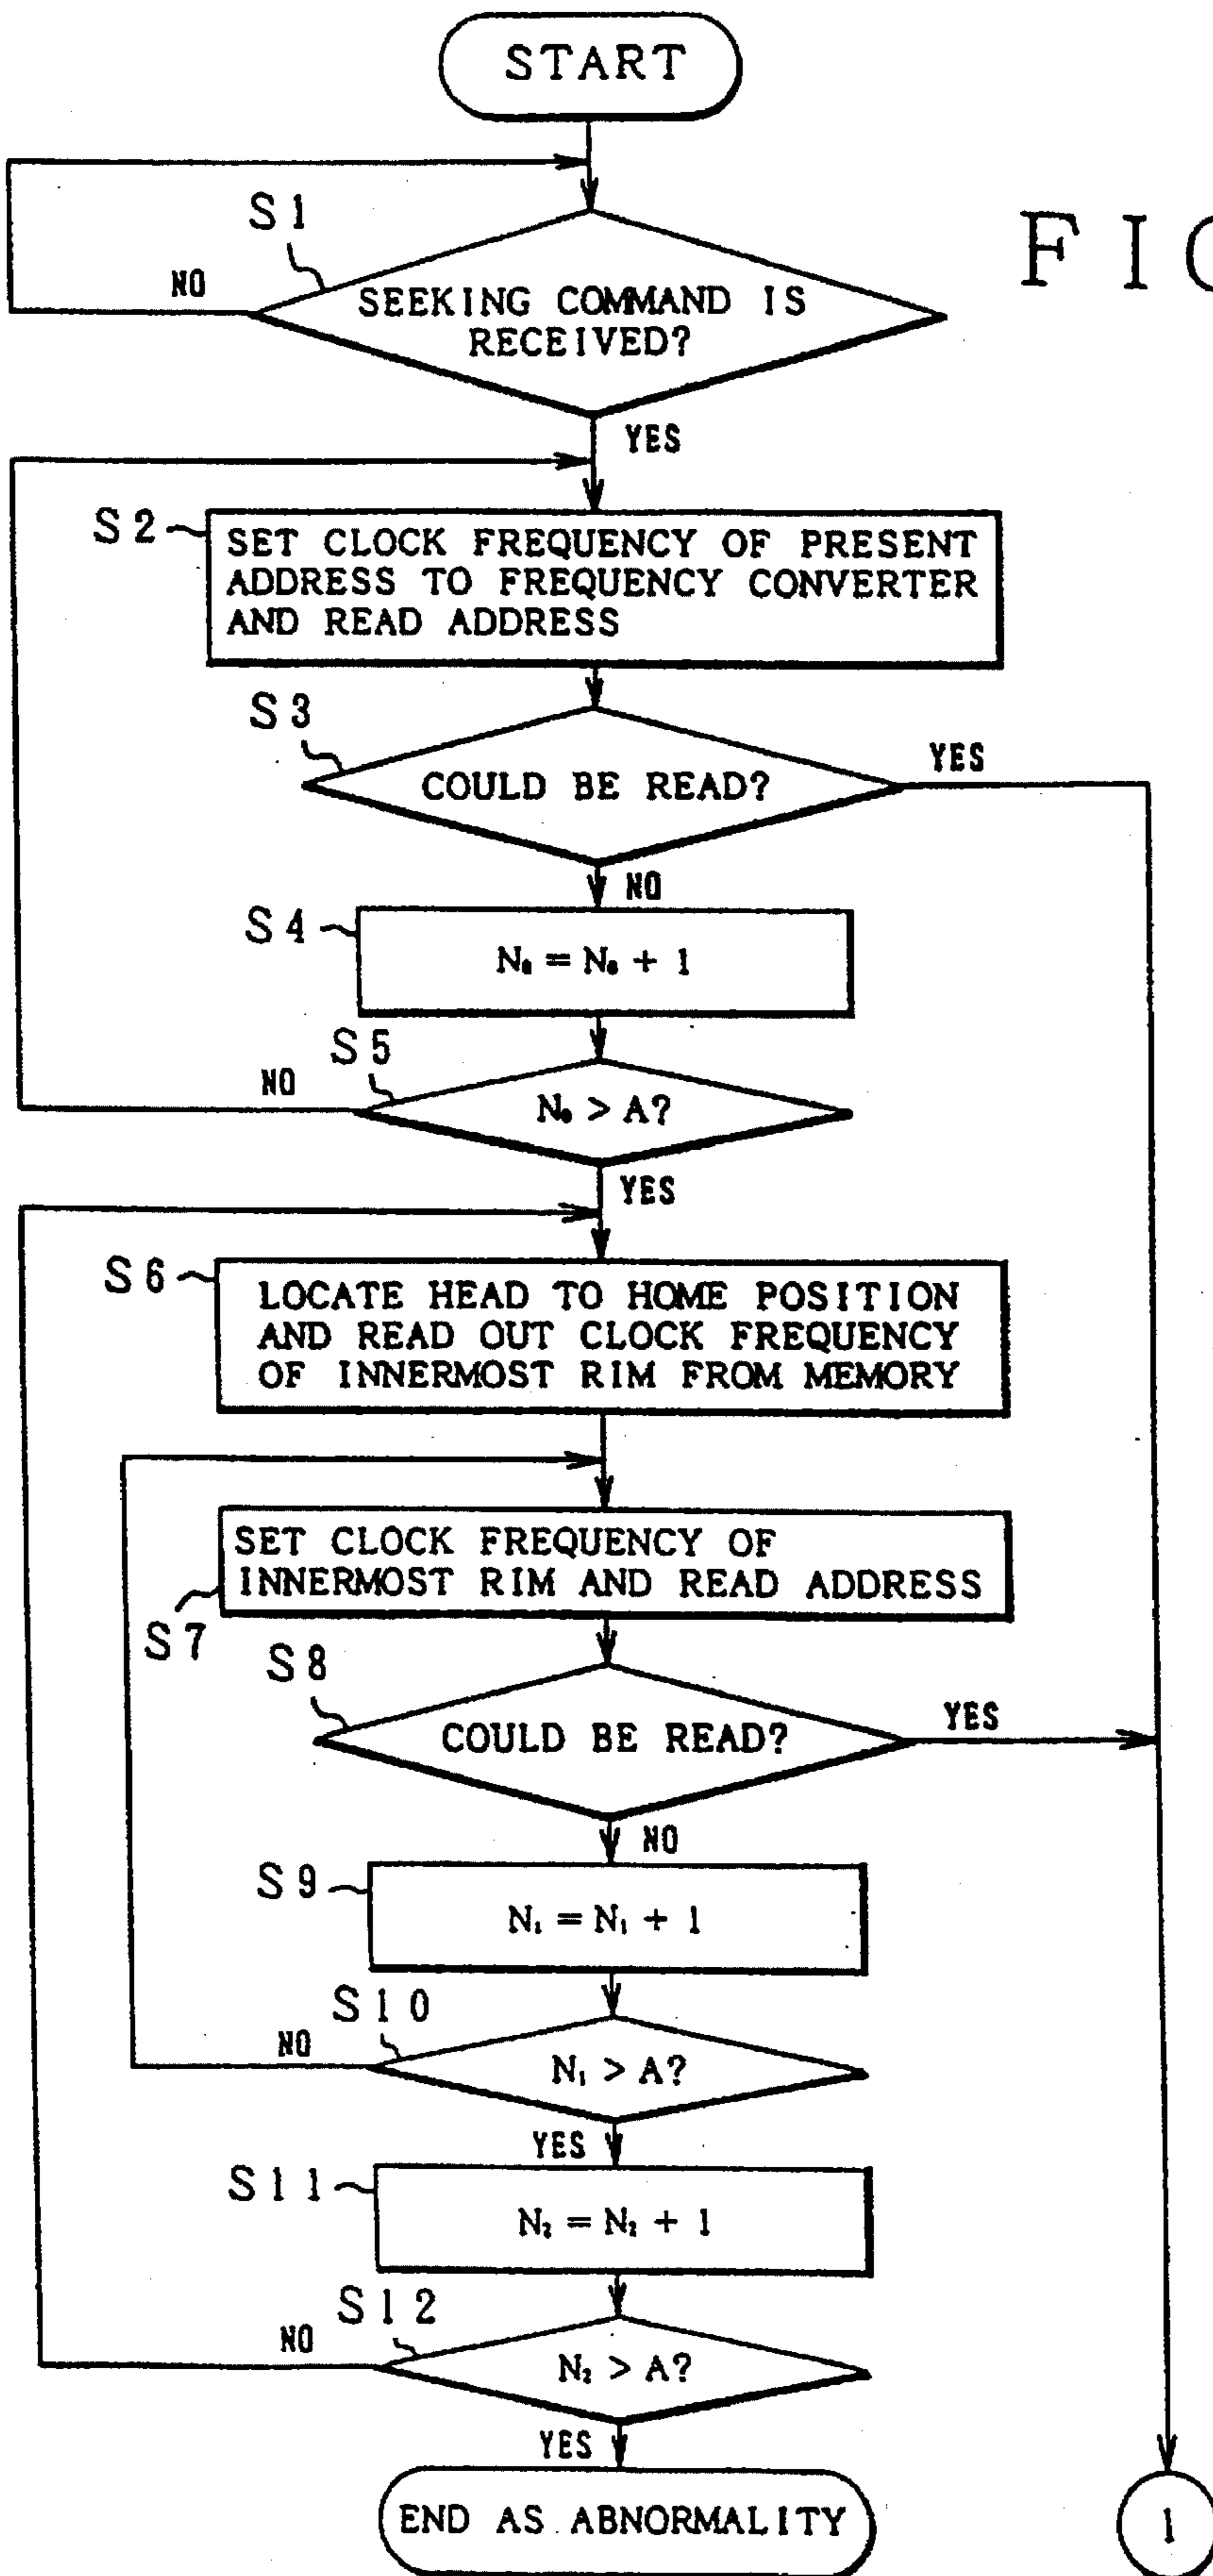 START
FIG
S1
NO
SEEKING COMMAND IS
RECEIVED?
YES
S2
SET CLOCK FREQUENCY OF PRESENT
ADDRESS TO FREQUENCY CONVERTER
AND READ ADDRESS
S3
YES
COULD BE READ?
NO
S4
N₀ = N₀ + 1
S5
NO
N₀ > A?
YES
S6
LOCATE HEAD TO HOME POSITION
AND READ OUT CLOCK FREQUENCY
OF INNERMOST RIM FROM MEMORY
SET CLOCK FREQUENCY OF
INNERMOST RIM AND READ ADDRESS
S7
S8
YES
COULD BE READ?
NO
S9
N₁ = N₁ + 1
S10
NO
N₁ > A?
YES
S11
N₂ = N₂ + 1
S12
NO
N₂ > A?
YES
END AS ABNORMALITY
1